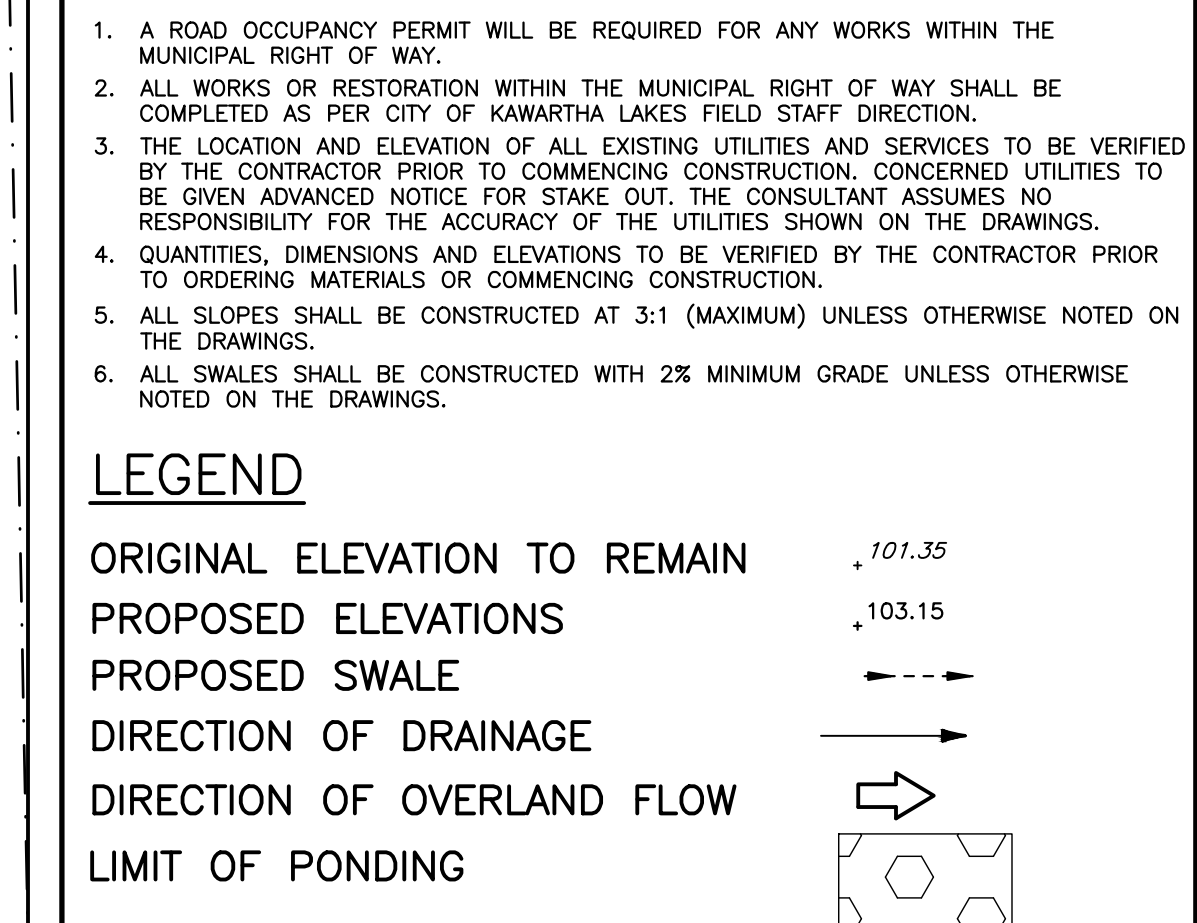 1. A ROAD OCCUPANCY PERMIT WILL BE REQUIRED FOR ANY WORKS WITHIN THE
MUNICIPAL RIGHT OF WAY.
2. ALL WORKS OR RESTORATION WITHIN THE MUNICIPAL RIGHT OF WAY SHALL BE
COMPLETED AS PER CITY OF KAWARTHA LAKES FIELD STAFF DIRECTION.
3. THE LOCATION AND ELEVATION OF ALL EXISTING UTILITIES AND SERVICES TO BE VERIFIED
BY THE CONTRACTOR PRIOR TO COMMENCING CONSTRUCTION. CONCERNED UTILITIES TO
BE GIVEN ADVANCED NOTICE FOR STAKE OUT. THE CONSULTANT ASSUMES NO
RESPONSIBILITY FOR THE ACCURACY OF THE UTILITIES SHOWN ON THE DRAWINGS.
4. QUANTITIES, DIMENSIONS AND ELEVATIONS TO BE VERIFIED BY THE CONTRACTOR PRIOR
TO ORDERING MATERIALS OR COMMENCING CONSTRUCTION.
5. ALL SLOPES SHALL BE CONSTRUCTED AT 3:1 (MAXIMUM) UNLESS OTHERWISE NOTED ON
THE DRAWINGS.
6. ALL SWALES SHALL BE CONSTRUCTED WITH 2% MINIMUM GRADE UNLESS OTHERWISE
NOTED ON THE DRAWINGS.
LEGEND
ORIGINAL ELEVATION TO REMAIN +101.35
PROPOSED ELEVATIONS +103.15
PROPOSED SWALE
DIRECTION OF DRAINAGE
DIRECTION OF OVERLAND FLOW
LIMIT OF PONDING